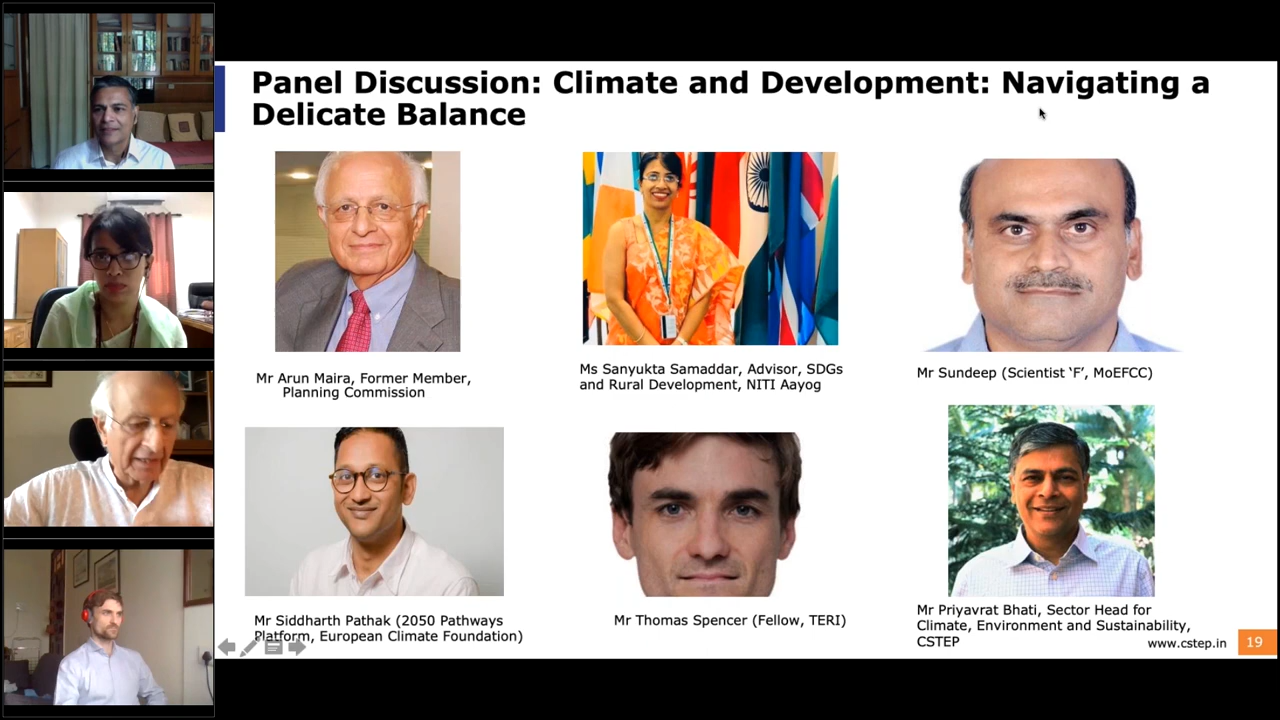 Panel Discussion: Climate and Development: Navigating a
Delicate Balance
Mr Arun Maira, Former Member,
Planning Commission
Ms Sanyukta Samaddar, Advisor, SDGs
and Rural Development, NITI Aayog
Mr Sundeep (Scientist ‘F’, MoEFCC)
Mr Siddharth Pathak (2050 Pathways
Platform, European Climate Foundation)
Mr Thomas Spencer (Fellow, TERI)
Mr Priyavrat Bhati, Sector Head for
Climate, Environment and Sustainability,
CSTEP
www.cstep.in
19